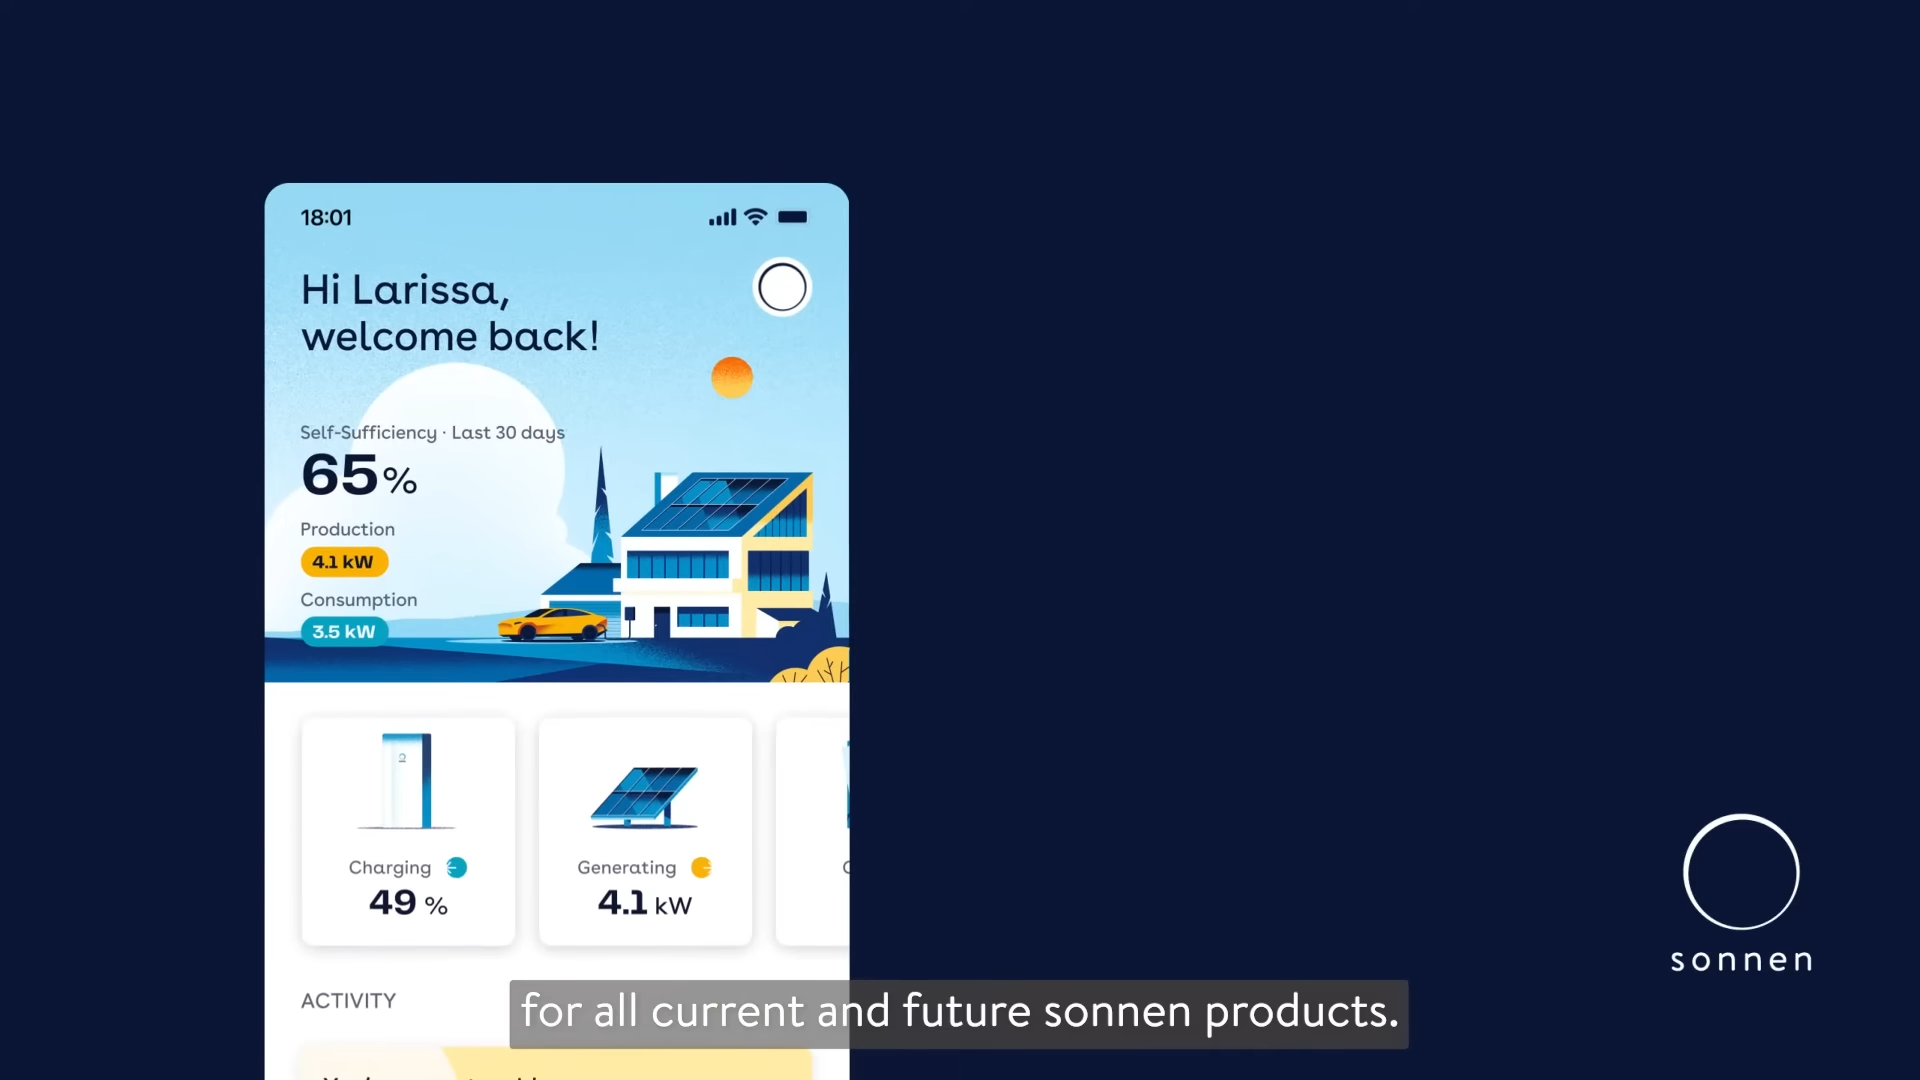 18:01
Hi Larissa,
welcome back!
Self-Sufficiency · Last 30 days
65%
Production
4.1 kW
Consumption
3.5 kW
Charging
49 %
Generating
4.1 kW
ACTIVITY
for all current and future sonnen products.
sonnen